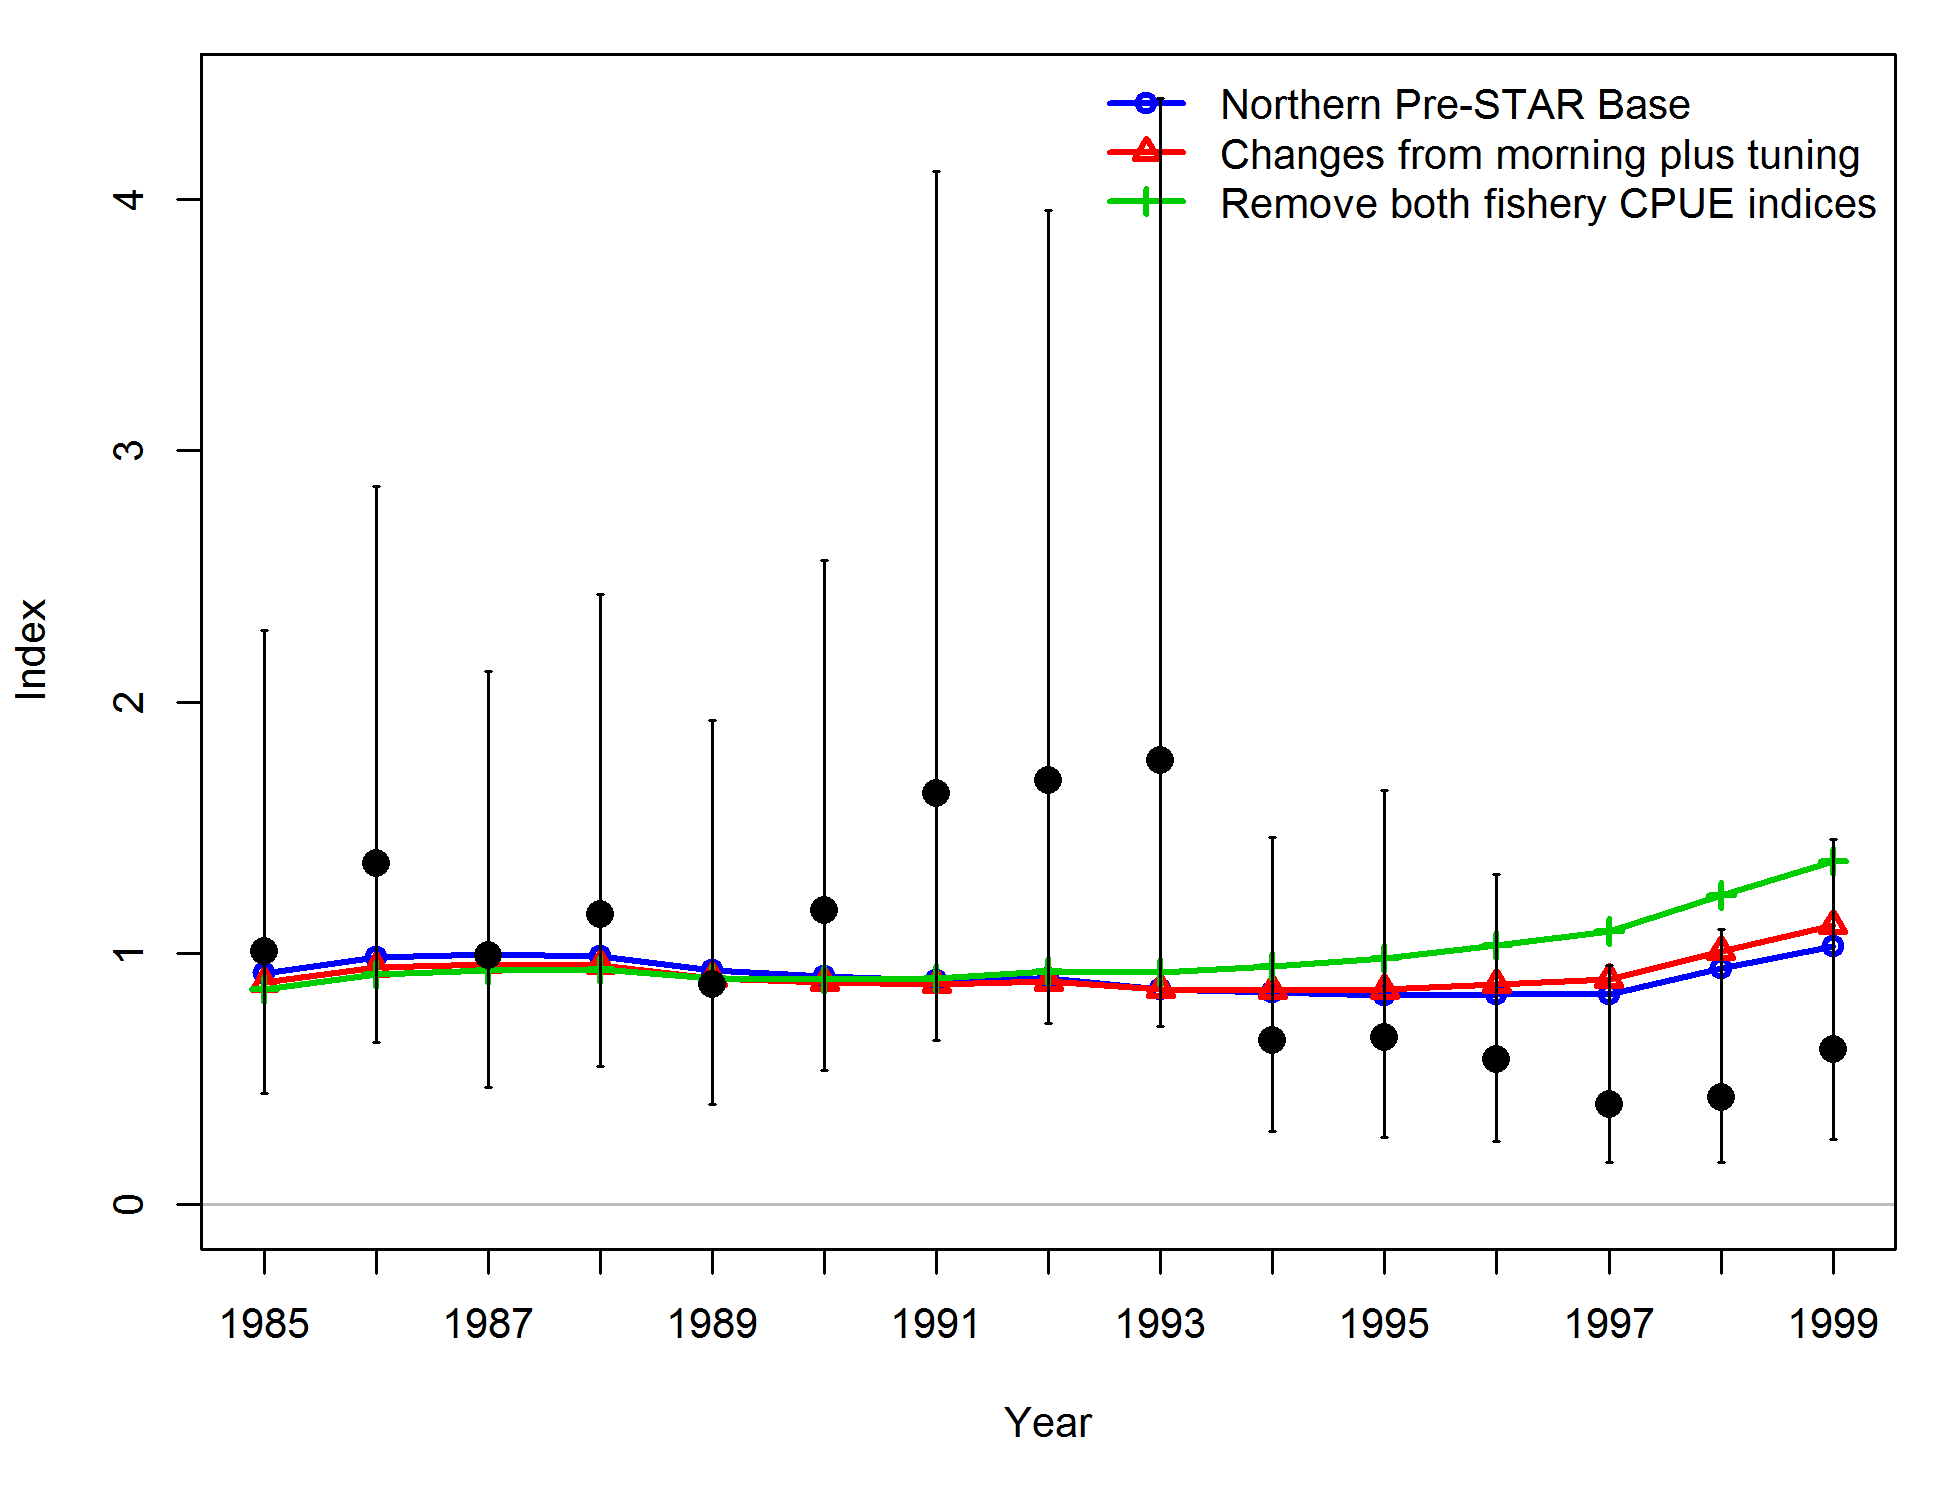 Northern Pre-STAR Base
Changes from morning plus tuning
Remove both fishery CPUE indices
4
3
2
1
0
Index
1985 1987 1989 1991 1993 1995 1997 1999
Year